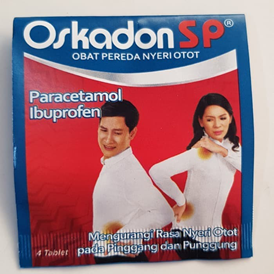 Oskadon SP®
OBAT PEREDA NYERI OTOT
Paracetamol
Ibuprofen
Mengurangi Rasa Nyeri Otot
pada Pinggang dan Punggung
4 Tablet